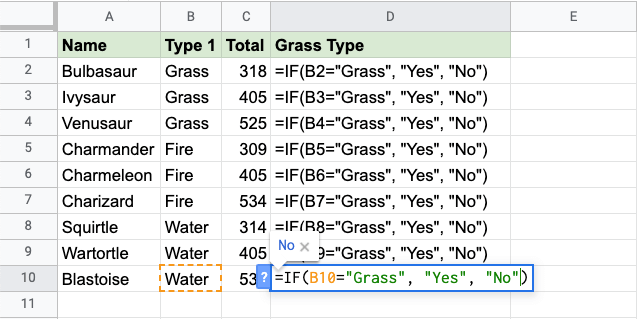 A B C D E
1 Name Type 1 Total Grass Type
2 Bulbasaur Grass 318 =IF(B2="Grass", "Yes", "No")
3 Ivysaur Grass 405 =IF(B3="Grass", "Yes", "No")
4 Venusaur Grass 525 =IF(B4="Grass", "Yes", "No")
5 Charmander Fire 309 =IF(B5="Grass", "Yes", "No")
6 Charmeleon Fire 405 =IF(B6="Grass", "Yes", "No")
7 Charizard Fire 534 =IF(B7="Grass", "Yes", "No")
8 Squirtle Water 314 =IF(B8="Grass", "Yes", "No")
No ×
9 Wartortle Water 405 9="Grass", "Yes", "No")
10 Blastoise Water 53 ? =IF(B10="Grass", "Yes", "No")
11